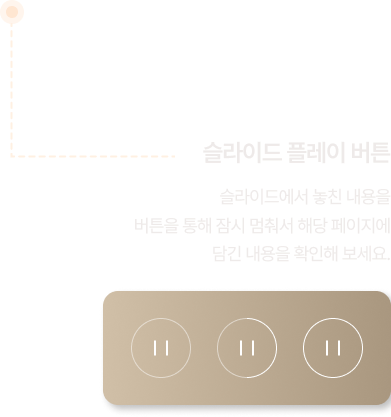 슬라이드 플레이 버튼
슬라이드에서 놓친 내용을
버튼을 통해 잠시 멈춰서 해당 페이지에
담긴 내용을 확인해 보세요.